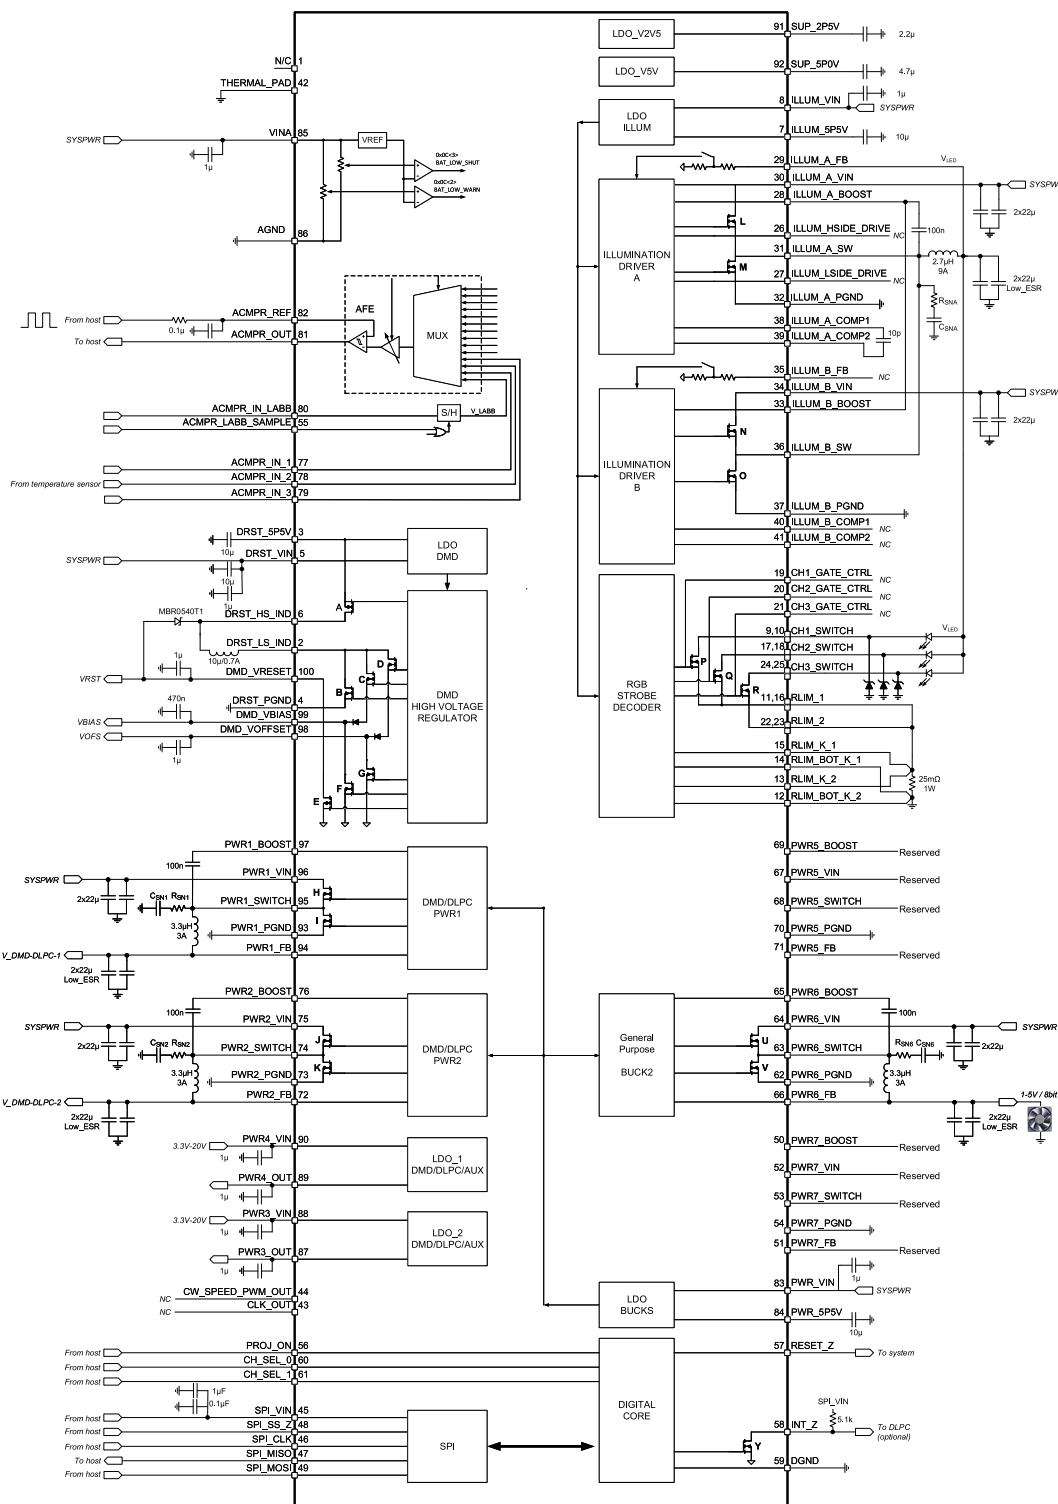 N/C 1
THERMAL_PAD 42
SYSPWR
VINA 85
1µ
VREF
0x0C<3>
BAT_LOW_SHUT
0x0C<2>
BAT_LOW_WARN
AGND 86
AFE
MUX
From host
0.1µ
ACMPR_REF 82
To host
ACMPR_OUT 81
ACMPR_IN_LABB 80
S/H
V_LABB
ACMPR_LABB_SAMPLE 55
ACMPR_IN_1 77
From temperature sensor
ACMPR_IN_2 78
ACMPR_IN_3 79
DRST_5P5V 3
10µ
SYSPWR
DRST_VIN 5
10µ
1µ
LDO
DMD
MBR0540T1
DRST_HS_IND 6
A
DRST_LS_IND 2
10µ/0.7A
1µ
VRST
DMD_VRESET 100
470n
DRST_PGND 4
VBIAS
DMD_VBIAS 99
VOFS
DMD_VOFFSET 98
1µ
B
C
D
E
F
G
DMD
HIGH VOLTAGE
REGULATOR
PWR1_BOOST 97
100n
SYSPWR
PWR1_VIN 96
2x22µ
CSN1 RSN1
PWR1_SWITCH 95
H
I
3.3µH
3A
PWR1_PGND 93
V_DMD-DLPC-1
PWR1_FB 94
2x22µ
Low_ESR
DMD/DLPC
PWR1
PWR2_BOOST 76
100n
SYSPWR
PWR2_VIN 75
2x22µ
CSN2 RSN2
PWR2_SWITCH 74
J
K
3.3µH
3A
PWR2_PGND 73
V_DMD-DLPC-2
PWR2_FB 72
2x22µ
Low_ESR
DMD/DLPC
PWR2
3.3V-20V
PWR4_VIN 90
1µ
PWR4_OUT 89
1µ
LDO_1
DMD/DLPC/AUX
3.3V-20V
PWR3_VIN 88
1µ
PWR3_OUT 87
1µ
LDO_2
DMD/DLPC/AUX
NC
CW_SPEED_PWM_OUT 44
NC
CLK_OUT 43
From host
PROJ_ON 56
From host
CH_SEL_0 60
From host
CH_SEL_1 61
1µF
0.1µF
From host
SPI_VIN 45
From host
SPI_SS_Z 48
From host
SPI_CLK 46
To host
SPI_MISO 47
From host
SPI_MOSI 49
SPI
LDO_V2V5
91 SUP_2P5V
2.2µ
LDO_V5V
92 SUP_5P0V
4.7µ
LDO
ILLUM
8 ILLUM_VIN
1µ
SYSPWR
7 ILLUM_5P5V
10µ
29 ILLUM_A_FB
VLED
30 ILLUM_A_VIN
SYSPW
28 ILLUM_A_BOOST
2x22µ
100n
L
26 ILLUM_HSIDE_DRIVE
NC
31 ILLUM_A_SW
2.7µH
9A
M
27 ILLUM_LSIDE_DRIVE
NC
2x22µ
Low_ESR
32 ILLUM_A_PGND
RSNA
CSNA
38 ILLUM_A_COMP1
39 ILLUM_A_COMP2
10p
ILLUMINATION
DRIVER
A
35 ILLUM_B_FB
NC
34 ILLUM_B_VIN
SYSPW
33 ILLUM_B_BOOST
2x22µ
N
36 ILLUM_B_SW
O
37 ILLUM_B_PGND
40 ILLUM_B_COMP1
NC
41 ILLUM_B_COMP2
NC
ILLUMINATION
DRIVER
B
19 CH1_GATE_CTRL
NC
20 CH2_GATE_CTRL
NC
21 CH3_GATE_CTRL
NC
9,10 CH1_SWITCH
VLED
17,18 CH2_SWITCH
24,25 CH3_SWITCH
P
Q
R
11,16 RLIM_1
22,23 RLIM_2
15 RLIM_K_1
14 RLIM_BOT_K_1
13 RLIM_K_2
12 RLIM_BOT_K_2
25mΩ
1W
RGB
STROBE
DECODER
69 PWR5_BOOST
Reserved
67 PWR5_VIN
Reserved
68 PWR5_SWITCH
Reserved
70 PWR5_PGND
71 PWR5_FB
Reserved
65 PWR6_BOOST
100n
64 PWR6_VIN
SYSPWR
63 PWR6_SWITCH
RSN6 CSN6
2x22µ
U
V
62 PWR6_PGND
3.3µH
3A
66 PWR6_FB
1-5V / 8bit
2x22µ
Low_ESR
General
Purpose
BUCK2
50 PWR7_BOOST
Reserved
52 PWR7_VIN
Reserved
53 PWR7_SWITCH
Reserved
54 PWR7_PGND
51 PWR7_FB
Reserved
LDO
BUCKS
83 PWR_VIN
1µ
SYSPWR
84 PWR_5P5V
10µ
57 RESET_Z
To system
DIGITAL
CORE
SPI_VIN
5.1k
58 INT_Z
To DLPC
(optional)
Y
59 DGND